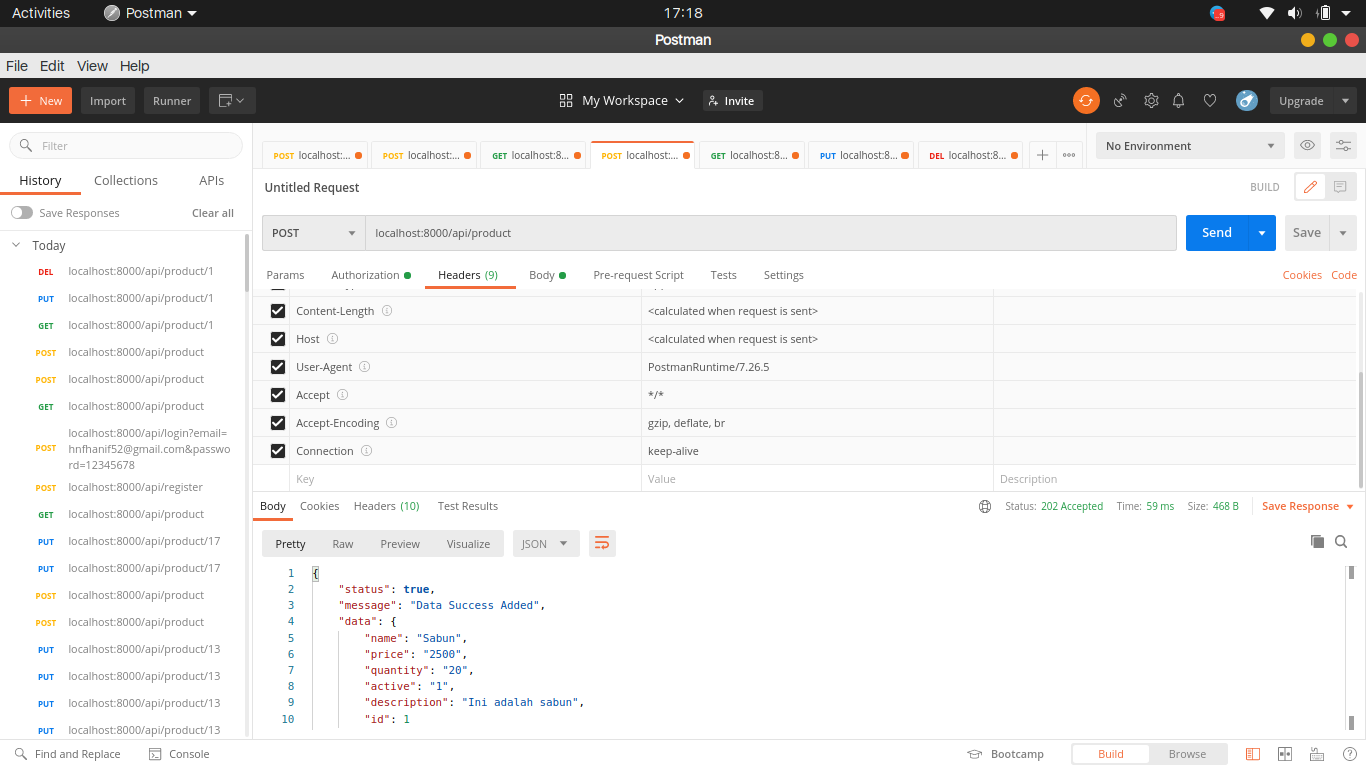 Activities Postman 17:18
Postman
File Edit View Help
New Import Runner My Workspace Invite Upgrade
Filter
History Collections APIs
Save Responses Clear all
Today
DEL localhost:8000/api/product/1
PUT localhost:8000/api/product/1
GET localhost:8000/api/product/1
POST localhost:8000/api/product
POST localhost:8000/api/product
GET localhost:8000/api/product
POST localhost:8000/api/login?email=
hnfhanif52@gmail.com&passwo
rd=12345678
POST localhost:8000/api/register
GET localhost:8000/api/product
PUT localhost:8000/api/product/17
PUT localhost:8000/api/product/17
POST localhost:8000/api/product
POST localhost:8000/api/product
PUT localhost:8000/api/product/13
PUT localhost:8000/api/product/13
PUT localhost:8000/api/product/13
PUT localhost:8000/api/product/13
POST localhost:... POST localhost:... GET localhost:8... POST localhost:... GET localhost:8... PUT localhost:8... DEL localhost:8... No Environment
Untitled Request BUILD
POST localhost:8000/api/product Send Save
Params Authorization Headers (9) Body Pre-request Script Tests Settings Cookies Code
Content-Length <calculated when request is sent>
Host <calculated when request is sent>
User-Agent PostmanRuntime/7.26.5
Accept */*
Accept-Encoding gzip, deflate, br
Connection keep-alive
Key Value Description
Body Cookies Headers (10) Test Results Status: 202 Accepted Time: 59 ms Size: 468 B Save Response
Pretty Raw Preview Visualize JSON
1 {
2 "status": true,
3 "message": "Data Success Added",
4 "data": {
5 "name": "Sabun",
6 "price": "2500",
7 "quantity": "20",
8 "active": "1",
9 "description": "Ini adalah sabun",
10 "id": 1
Find and Replace Console Bootcamp Build Browse